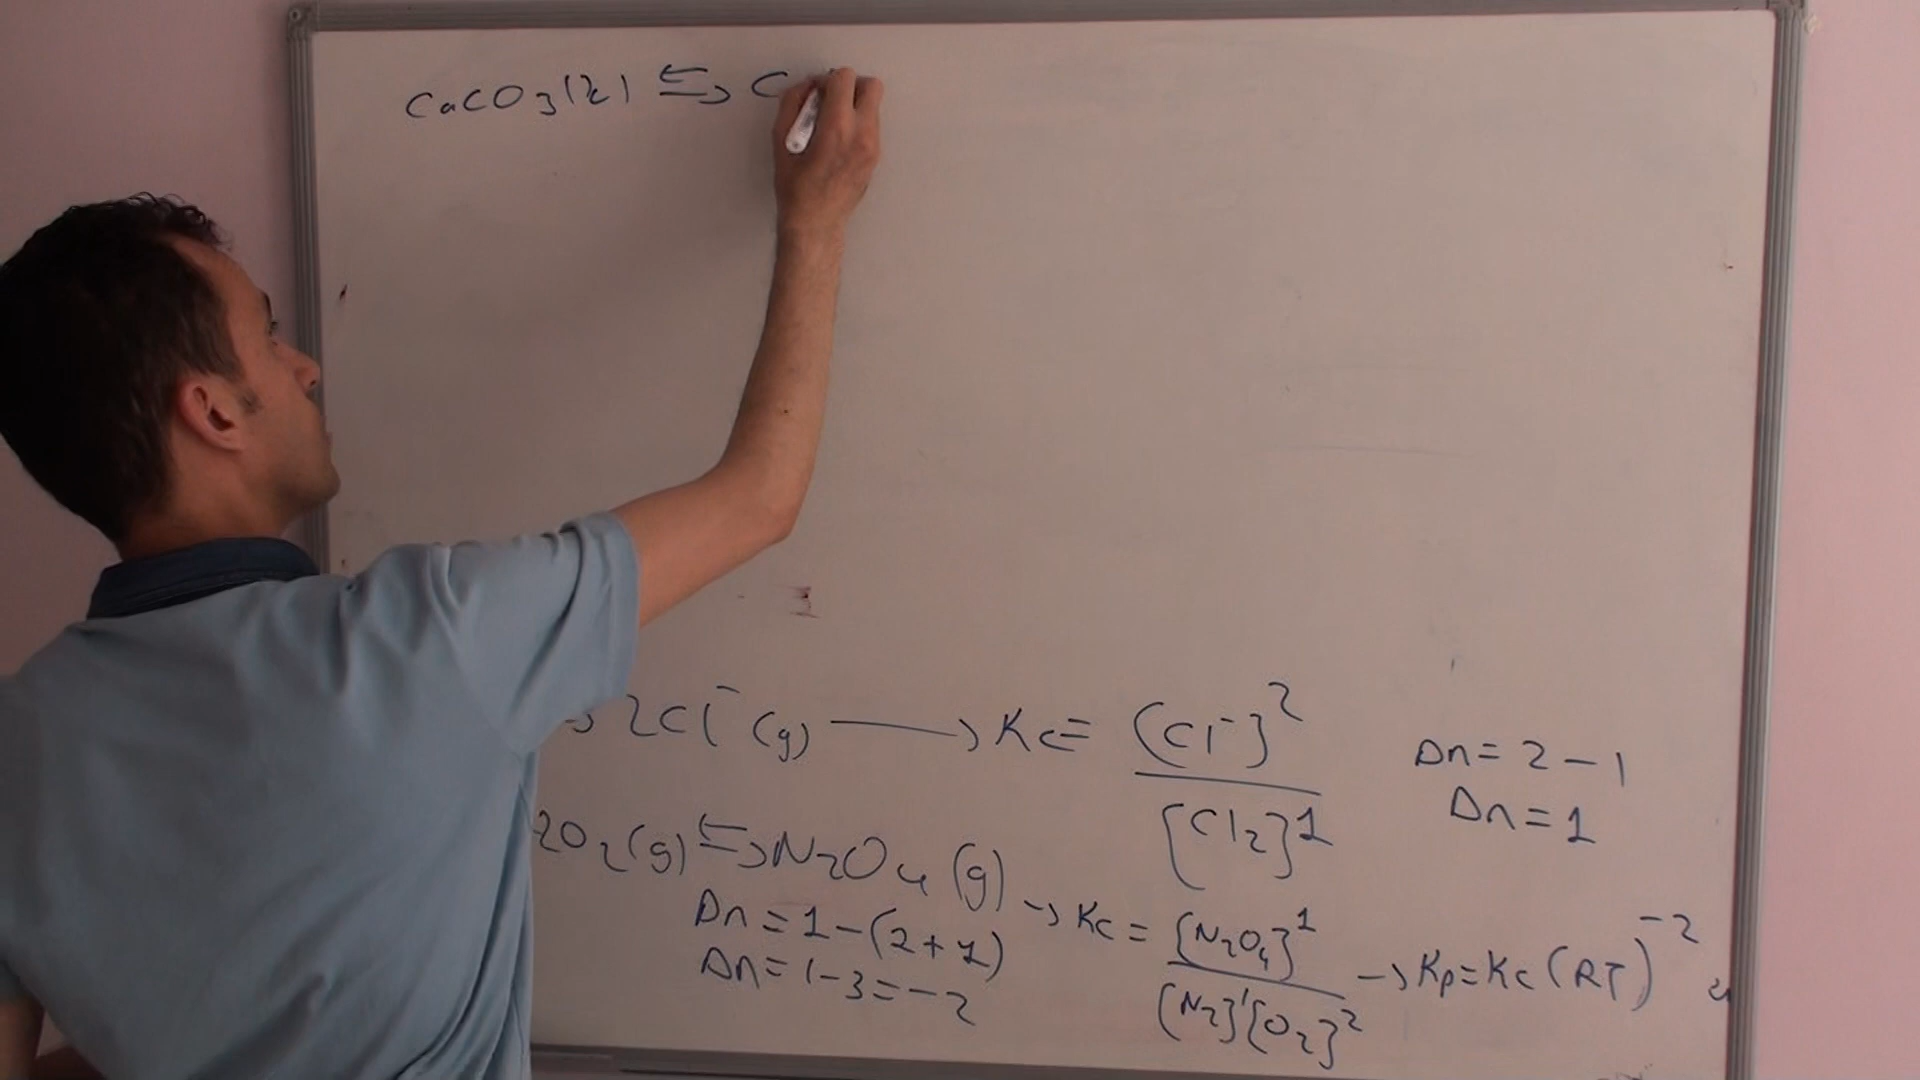 CaCO3(k) ⇆ C
2Cl⁻(g) ⟶ Kc = [Cl⁻]² / [Cl2]¹
Δn = 2 - 1
Δn = 1
2O2(g) ⇆ N2O4(g) → Kc = [N2O4]¹ / [N2]¹[O2]² → Kp = Kc (RT)⁻²
Δn = 1 - (2 + 1)
Δn = 1 - 3 = - 2